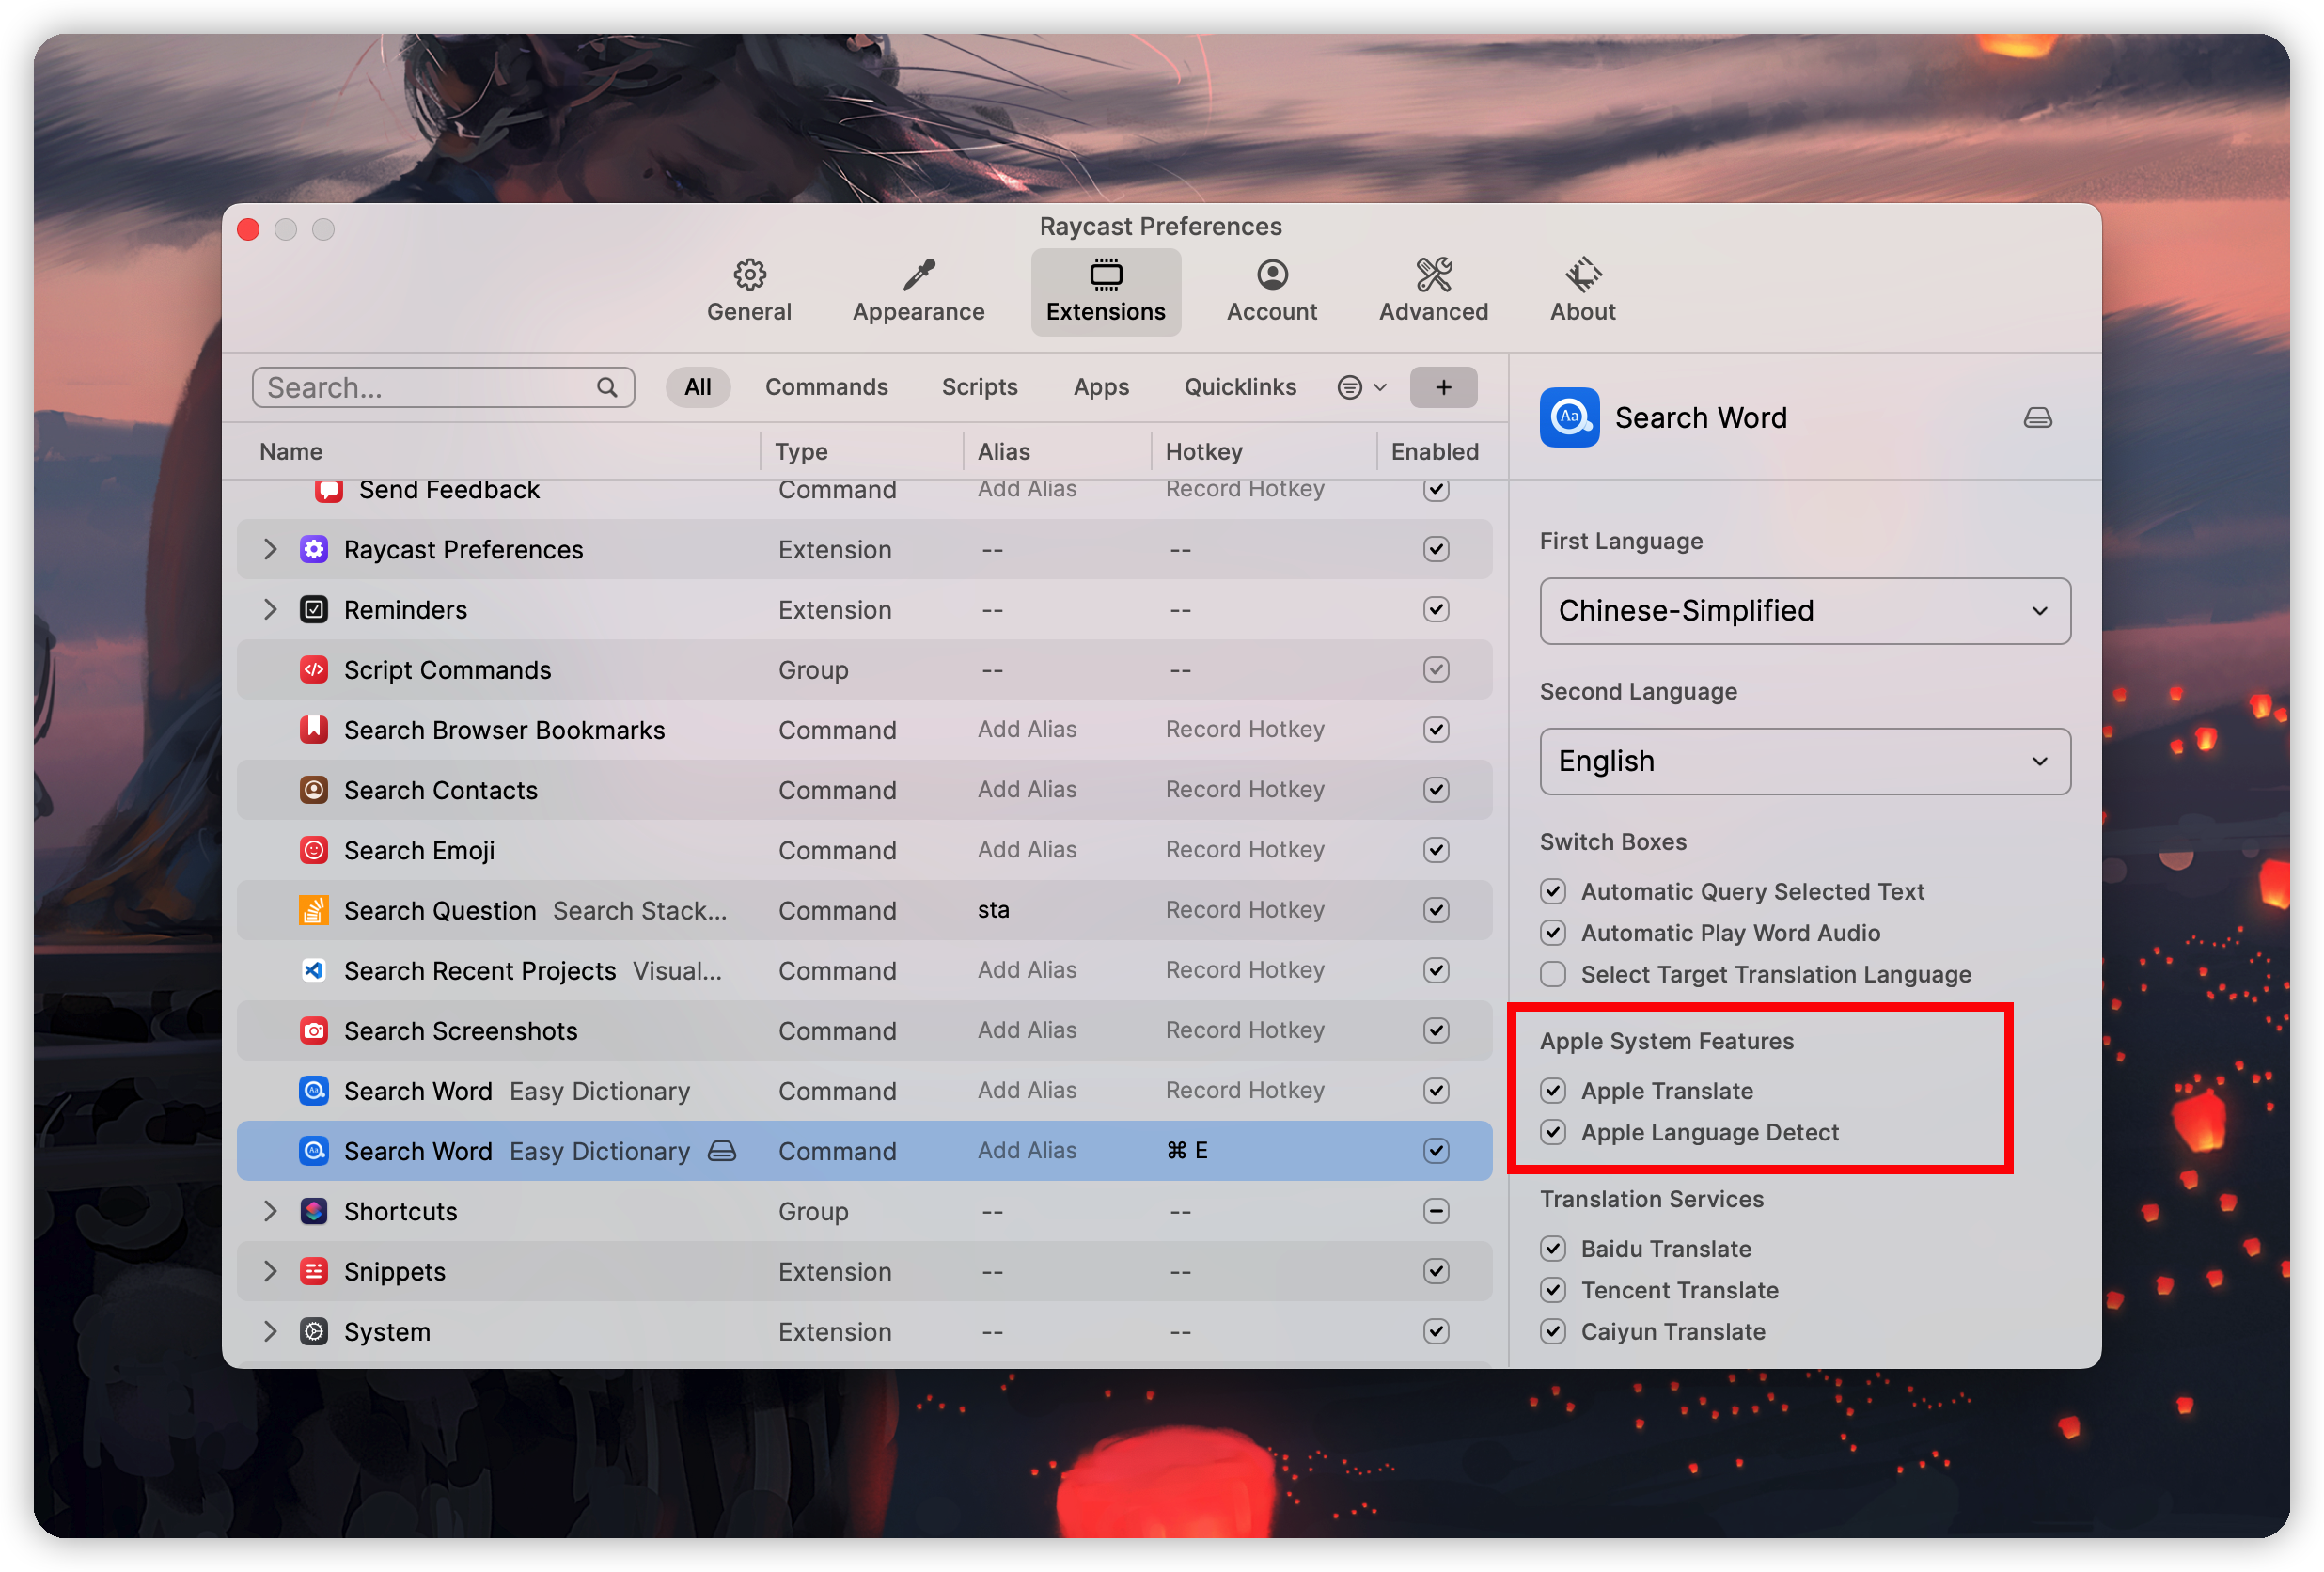 Raycast Preferences
General
Appearance
Extensions
Account
Advanced
About
Search...
All
Commands
Scripts
Apps
Quicklinks
+
Name Type Alias Hotkey Enabled
Send Feedback Command Add Alias Record Hotkey
Raycast Preferences Extension -- --
Reminders Extension -- --
Script Commands Group -- --
Search Browser Bookmarks Command Add Alias Record Hotkey
Search Contacts Command Add Alias Record Hotkey
Search Emoji Command Add Alias Record Hotkey
Search Question Search Stack... Command sta Record Hotkey
Search Recent Projects Visual... Command Add Alias Record Hotkey
Search Screenshots Command Add Alias Record Hotkey
Search Word Easy Dictionary Command Add Alias Record Hotkey
Search Word Easy Dictionary Command Add Alias ⌘ E
Shortcuts Group -- --
Snippets Extension -- --
System Extension -- --
Aa
Search Word
First Language
Chinese-Simplified
Second Language
English
Switch Boxes
Automatic Query Selected Text
Automatic Play Word Audio
Select Target Translation Language
Apple System Features
Apple Translate
Apple Language Detect
Translation Services
Baidu Translate
Tencent Translate
Caiyun Translate